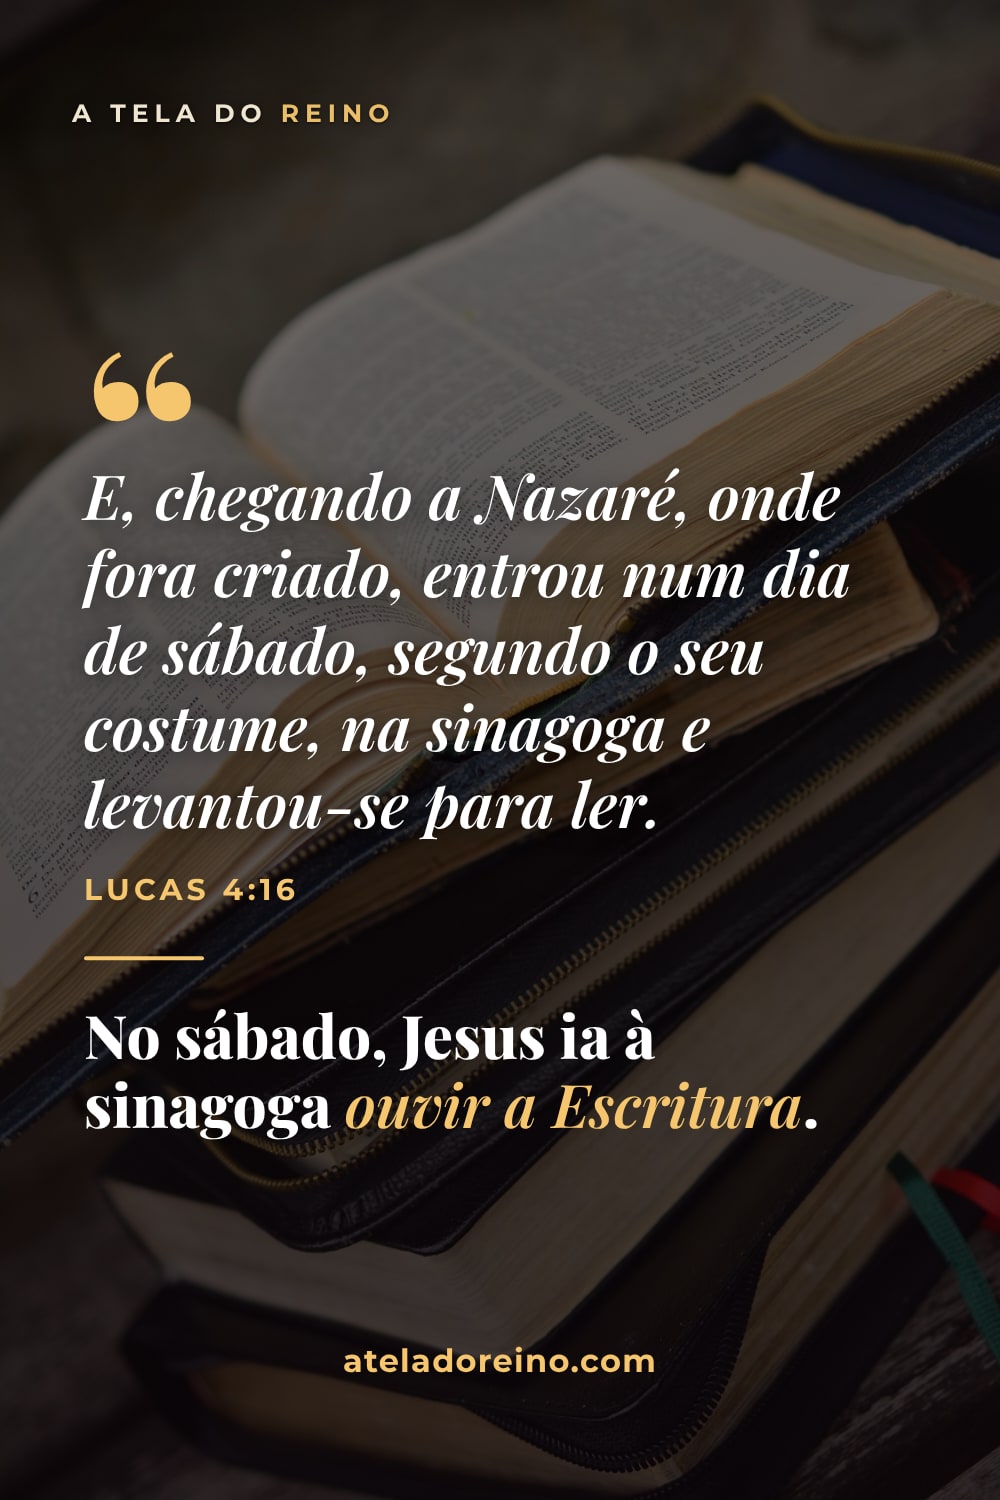 A TELA DO REINO
E, chegando a Nazaré, onde
fora criado, entrou num dia
de sábado, segundo o seu
costume, na sinagoga e
levantou-se para ler.
LUCAS 4:16
No sábado, Jesus ia à
sinagoga ouvir a Escritura.
ateladoreino.com